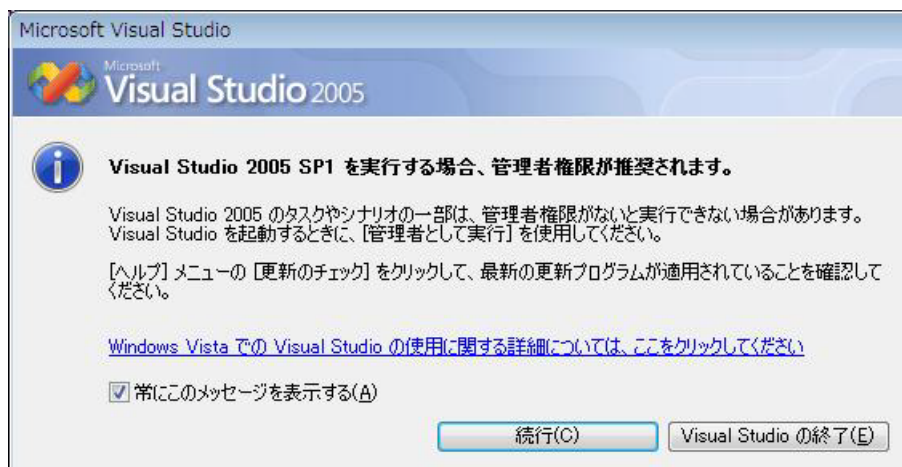 Microsoft Visual Studio
Microsoft
Visual Studio 2005
Visual Studio 2005 SP1 を実行する場合、管理者権限が推奨されます。
Visual Studio 2005 のタスクやシナリオの一部は、管理者権限がないと実行できない場合があります。
Visual Studio を起動するときに、[管理者として実行] を使用してください。
[ヘルプ] メニューの [更新のチェック] をクリックして、最新の更新プログラムが適用されていることを確認して
ください。
Windows Vista での Visual Studio の使用に関する詳細については、ここをクリックしてください
常にこのメッセージを表示する(A)
続行(C)
Visual Studio の終了(E)